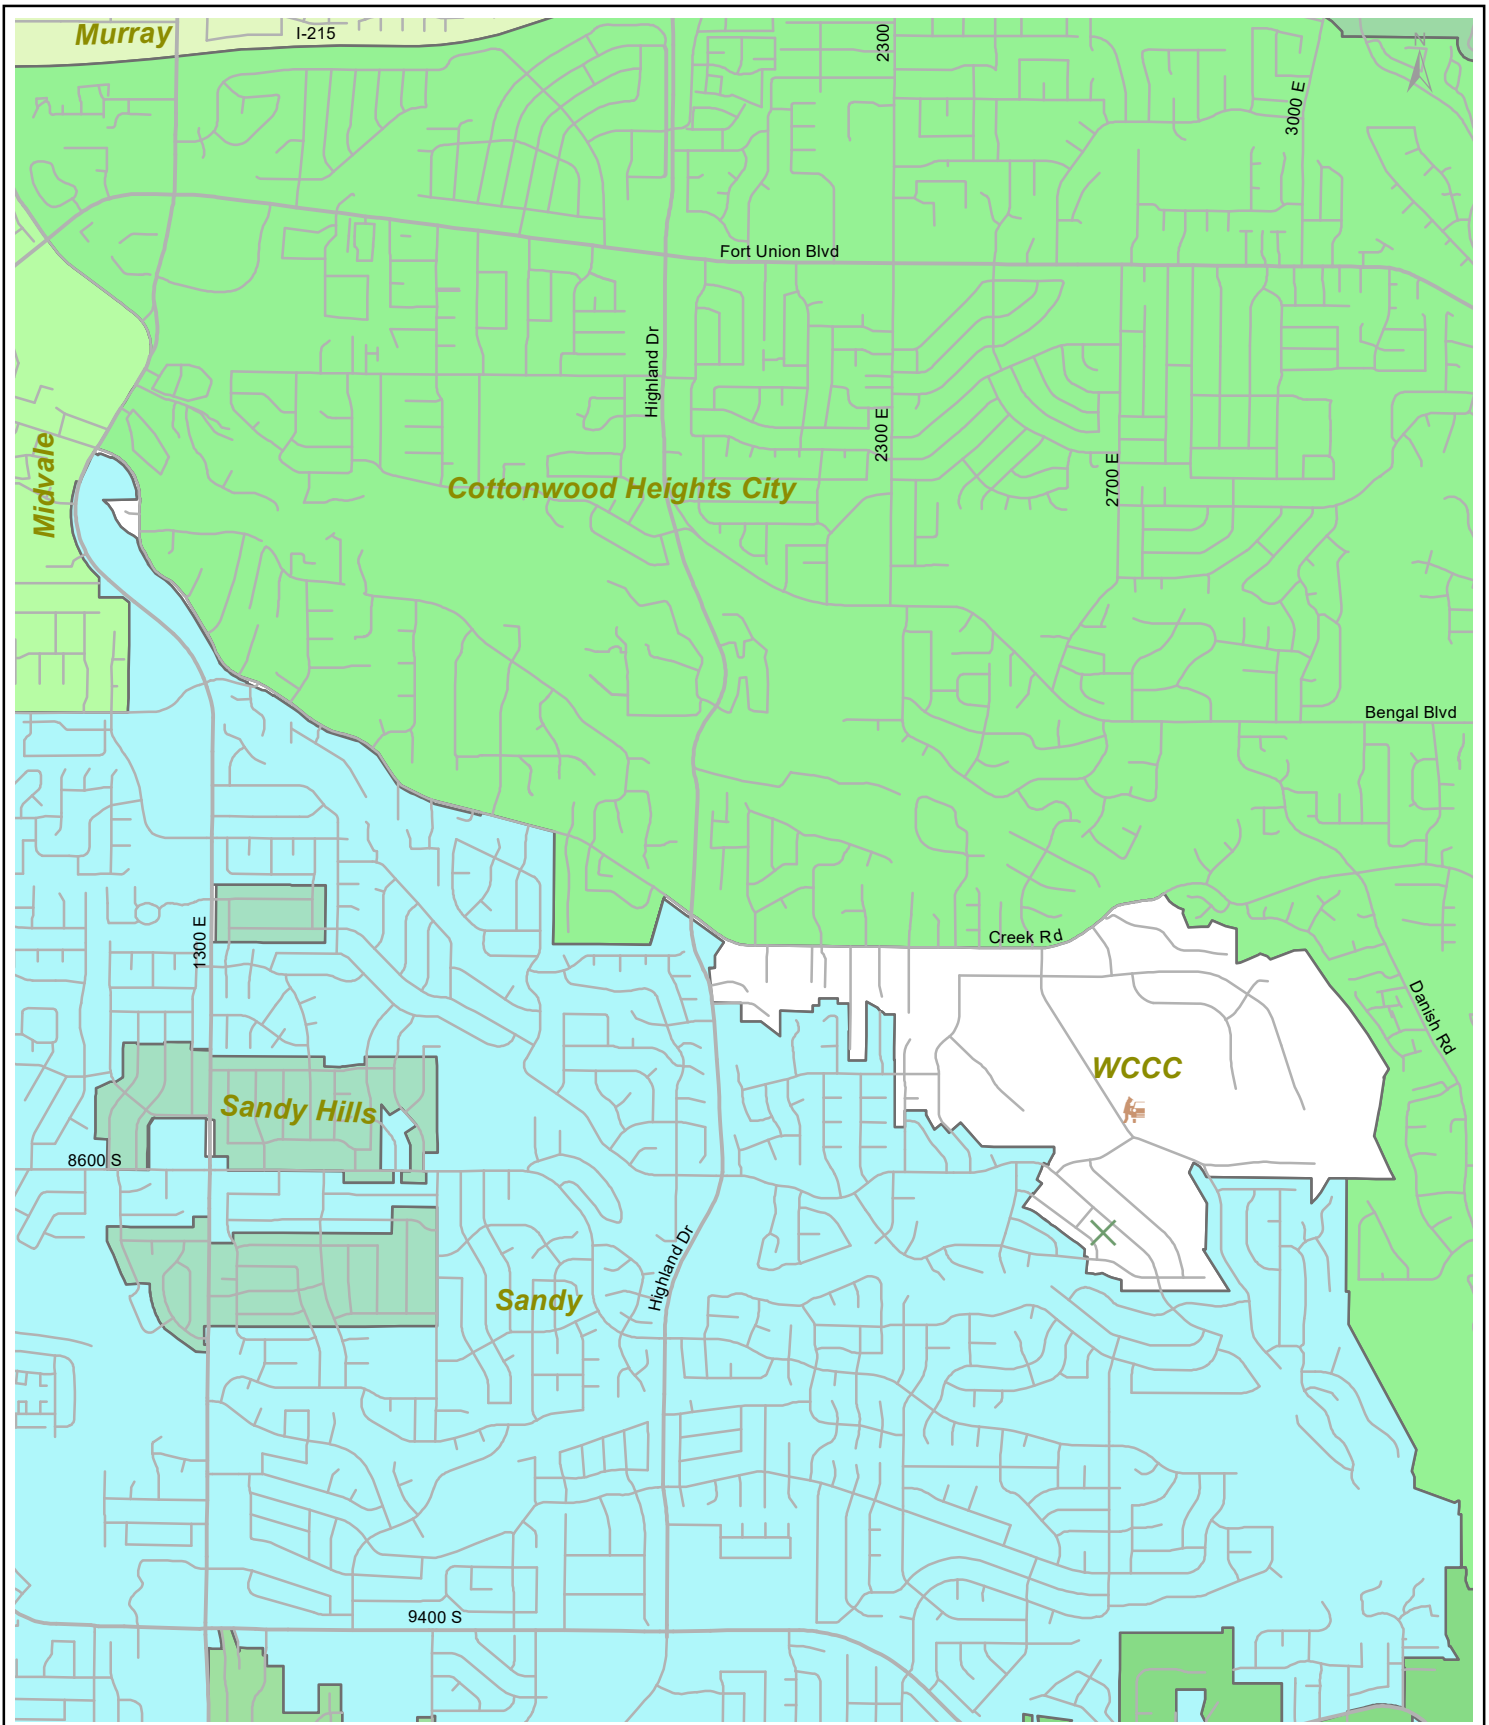 Murray
I-215
2300
N
3000 E
Fort Union Blvd
Highland Dr
2300 E
Midvale
2700 E
Cottonwood Heights City
Bengal Blvd
1300 E
Creek Rd
Danish Rd
WCCC
Sandy Hills
8600 S
Highland Dr
Sandy
9400 S